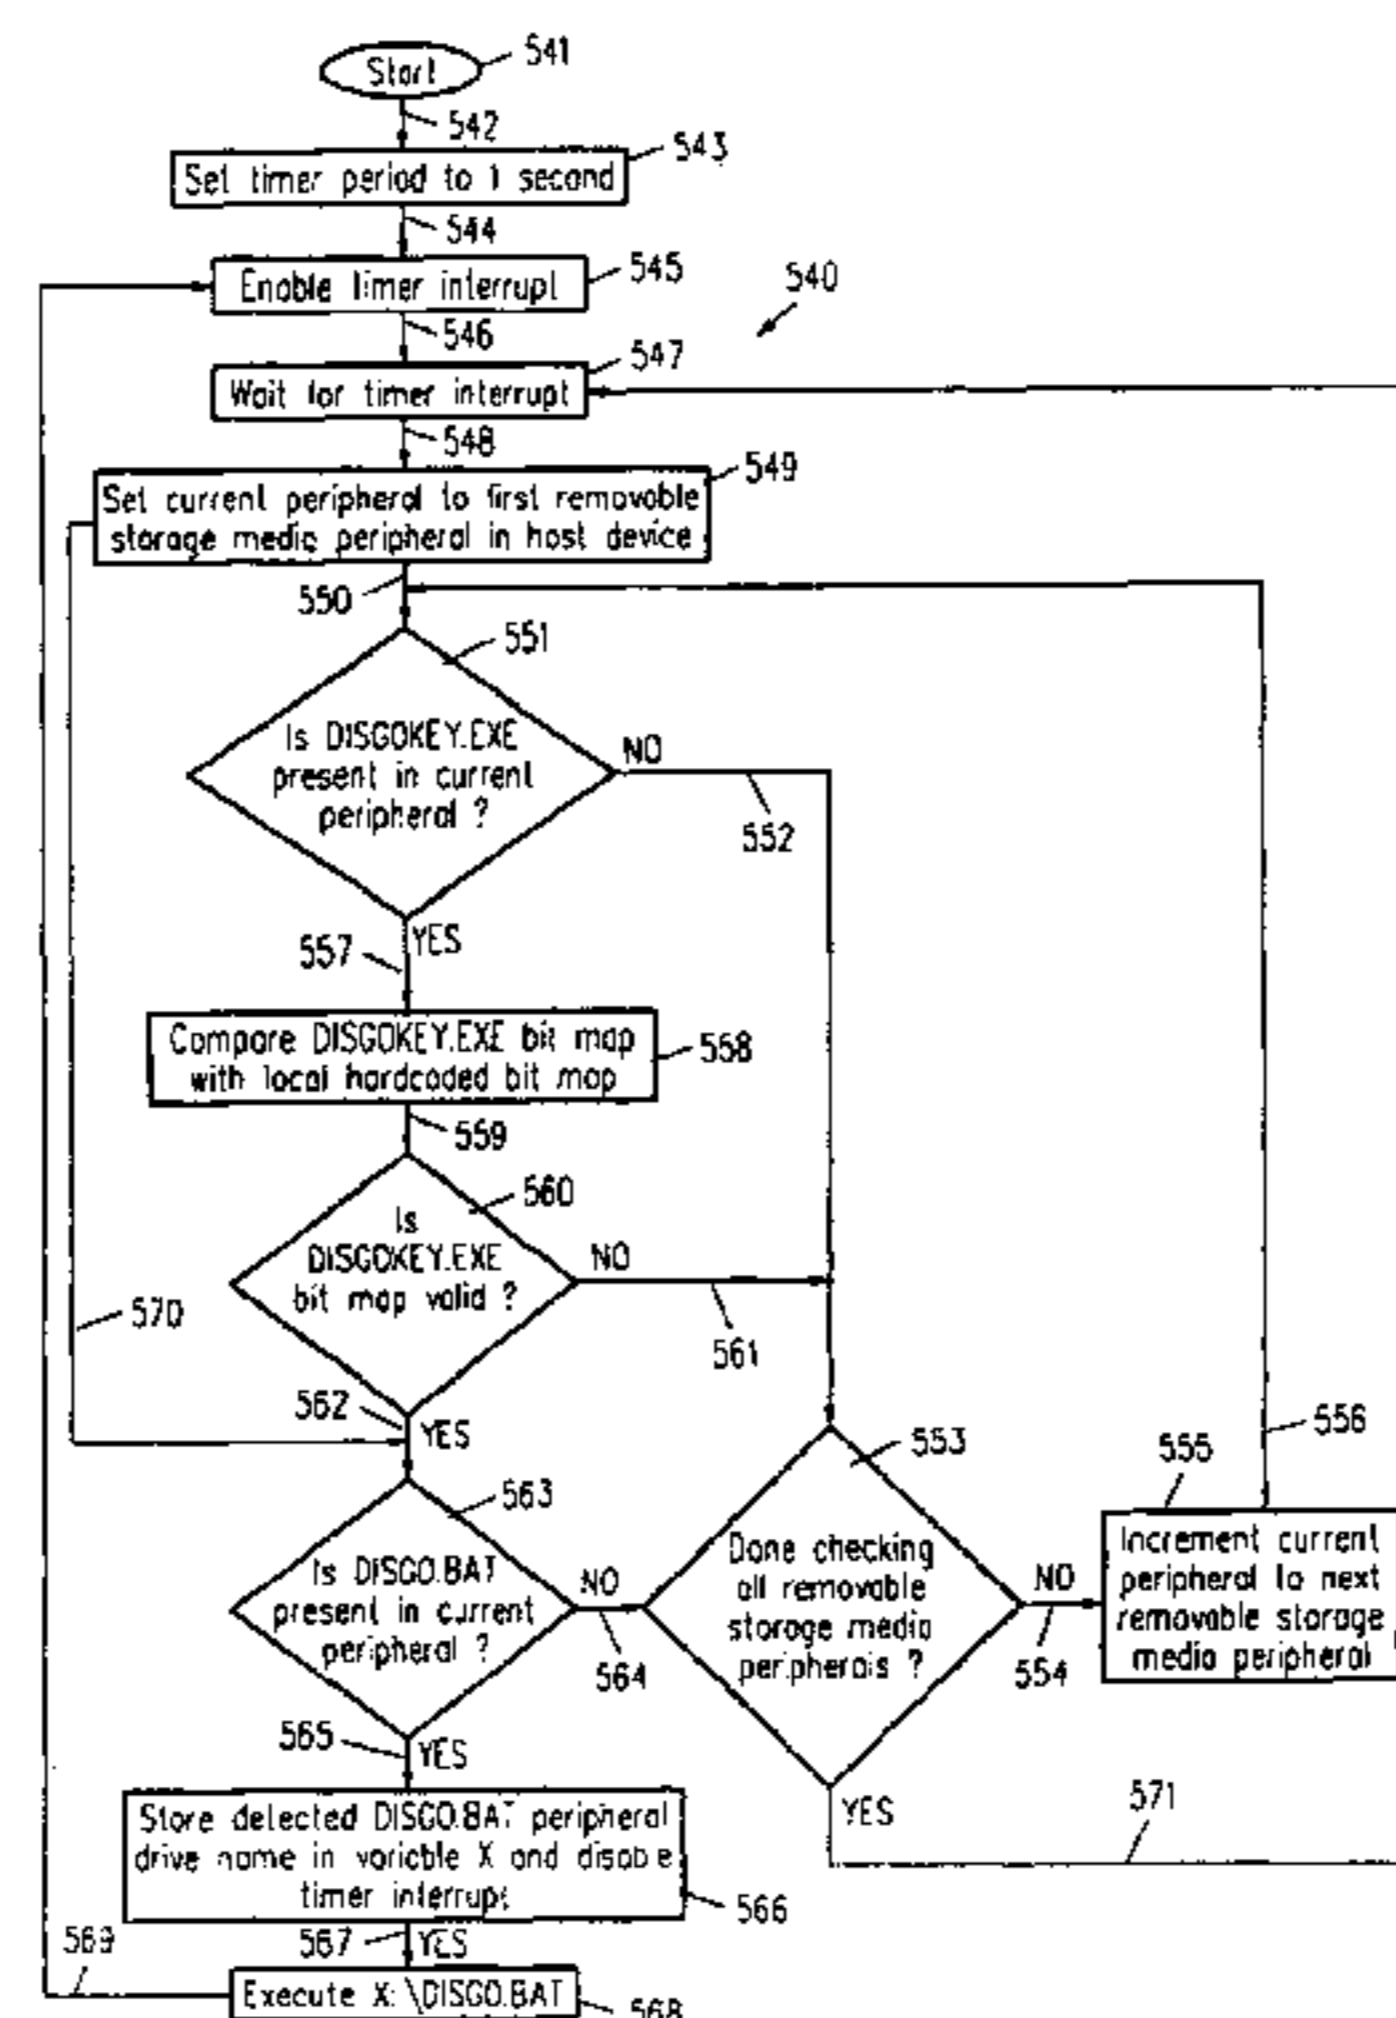 Start
541
542
Set timer period to 1 second
543
544
Enable timer interrupt
545
540
546
Wait for timer interrupt
547
548
Set current peripheral to first removable
storage media peripheral in host device
549
550
551
Is DISGOKEY.EXE
present in current
peripheral ?
NO
552
YES
557
Compare DISGOKEY.EXE bit map
with local hardcoded bit map
558
559
560
Is
DISGOKEY.EXE
bit map valid ?
NO
561
570
562
YES
563
Is DISGO.BAT
present in current
peripheral ?
NO
564
553
Done checking
all removable
storage media
peripherals ?
NO
554
555
556
Increment current
peripheral to next
removable storage
media peripheral
565
YES
YES
571
Store detected DISGO.BAT peripheral
drive name in variable X and disable
timer interrupt
566
567
YES
569
Execute X:\DISGO.BAT
568